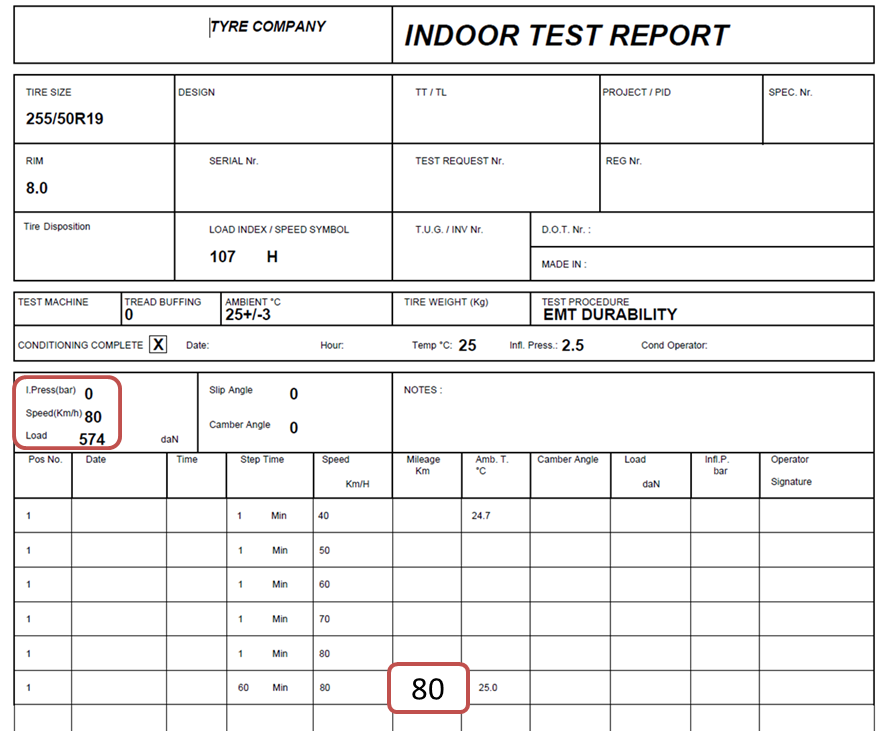 TYRE COMPANY INDOOR TEST REPORT
TIRE SIZE DESIGN TT / TL PROJECT / PID SPEC. Nr.
255/50R19
RIM SERIAL Nr. TEST REQUEST Nr. REG Nr.
8.0
Tire Disposition LOAD INDEX / SPEED SYMBOL T.U.G. / INV Nr. D.O.T. Nr. :
107 H
MADE IN :
TEST MACHINE TREAD BUFFING AMBIENT °C TIRE WEIGHT (Kg) TEST PROCEDURE
0 25+/-3 EMT DURABILITY
CONDITIONING COMPLETE X Date: Hour: Temp °C: 25 Infl. Press.: 2.5 Cond Operator:
I.Press(bar) 0 Slip Angle 0 NOTES :
Speed(Km/h) 80
Camber Angle 0
Load 574 daN
Pos No. Date Time Step Time Speed Mileage Amb. T. Camber Angle Load Infl.P. Operator
Km °C bar
Km/H daN Signature
1 1 Min 40 24.7
1 1 Min 50
1 1 Min 60
1 1 Min 70
1 1 Min 80
1 60 Min 80 80 25.0